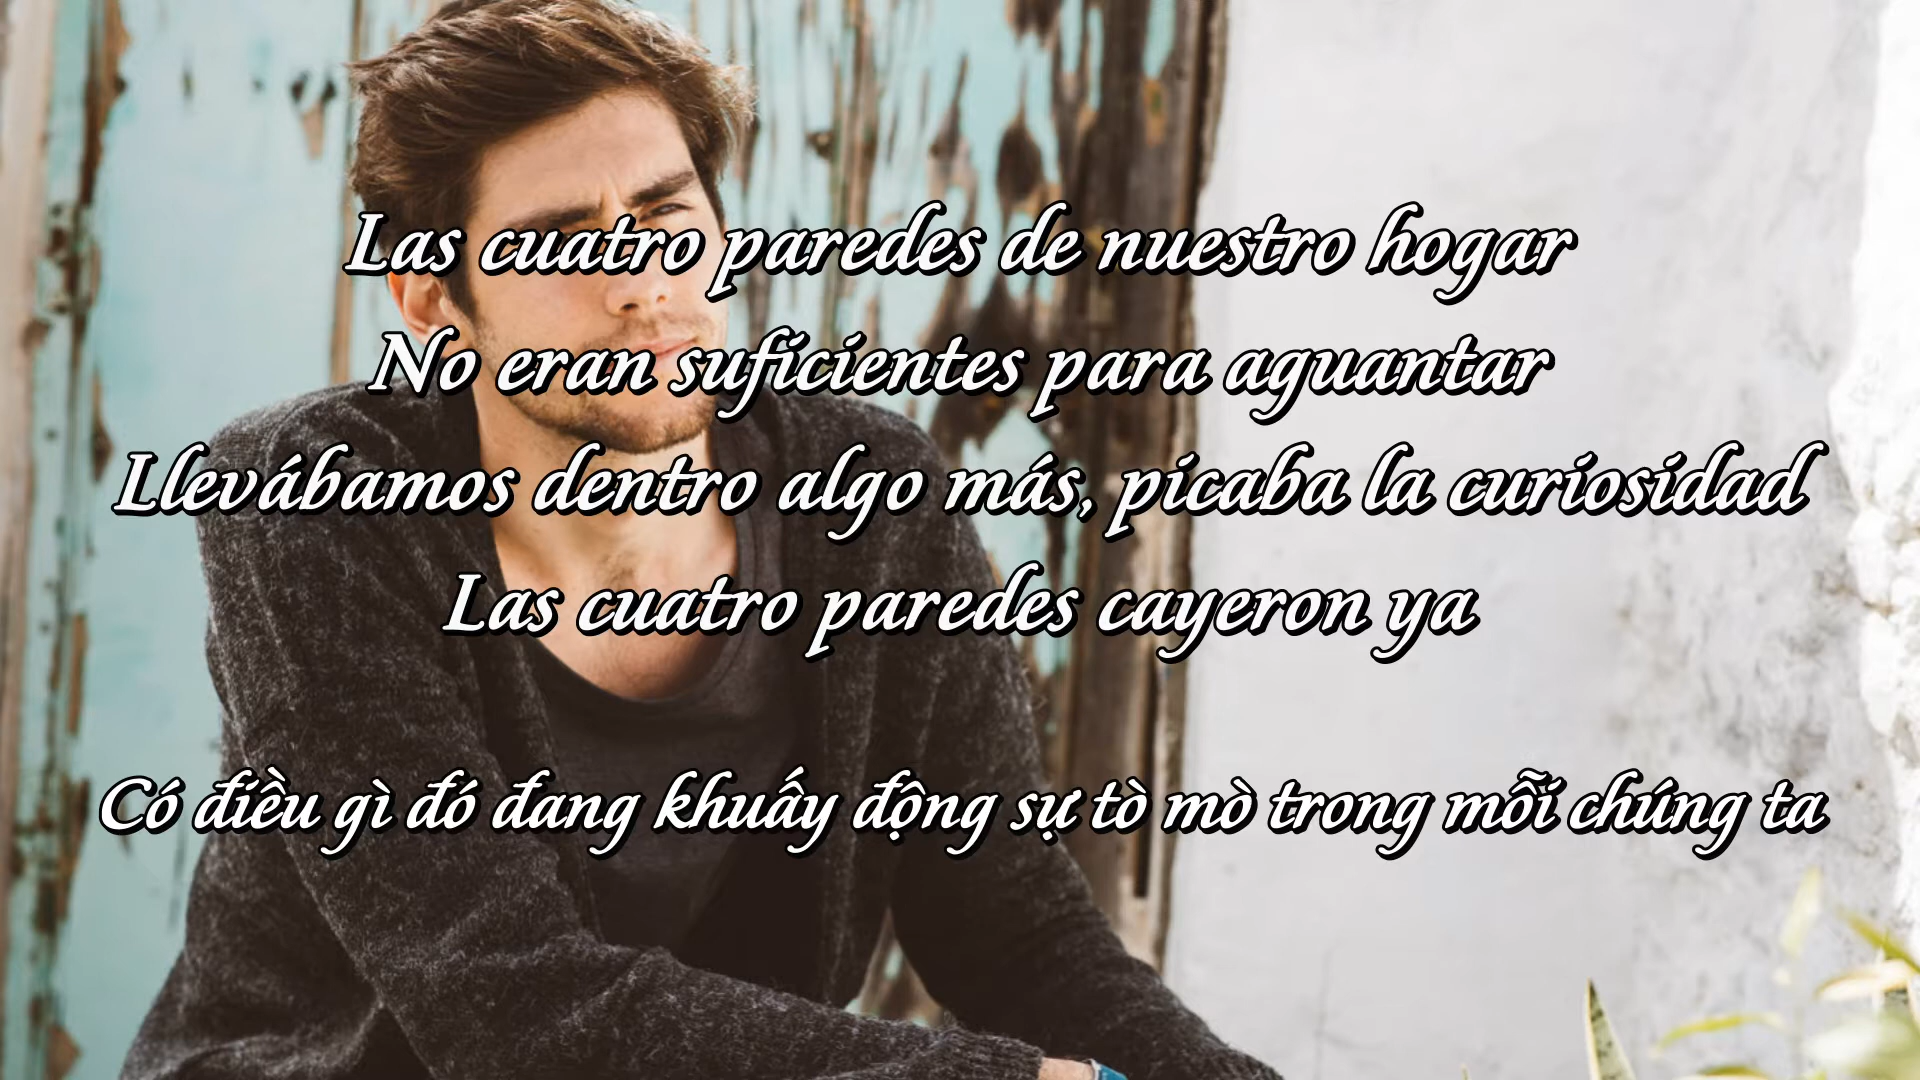 Las cuatro paredes de nuestro hogar
No eran suficientes para aguantar
Llevábamos dentro algo más, picaba la curiosidad
Las cuatro paredes cayeron ya
Có điều gì đó đang khuấy động sự tò mò trong mỗi chúng ta